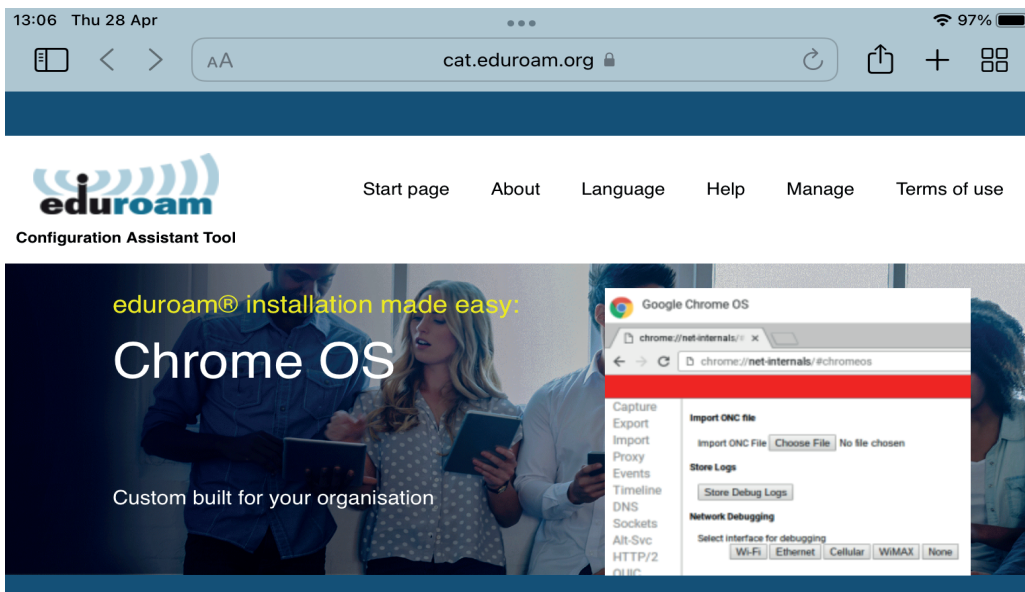 13:06 Thu 28 Apr
97%
AA
cat.eduroam.org
eduroam
Start page About Language Help Manage Terms of use
Configuration Assistant Tool
eduroam® installation made easy:
Chrome OS
Custom built for your organisation
Google Chrome OS
chrome://net-internals/#
chrome://net-internals/#chromeos
Capture
Export
Import
Proxy
Events
Timeline
DNS
Sockets
Alt-Svc
HTTP/2
QUIC
Import ONC file
Import ONC File Choose File No file chosen
Store Logs
Store Debug Logs
Network Debugging
Select interface for debugging
Wi-Fi Ethernet Cellular WiMAX None